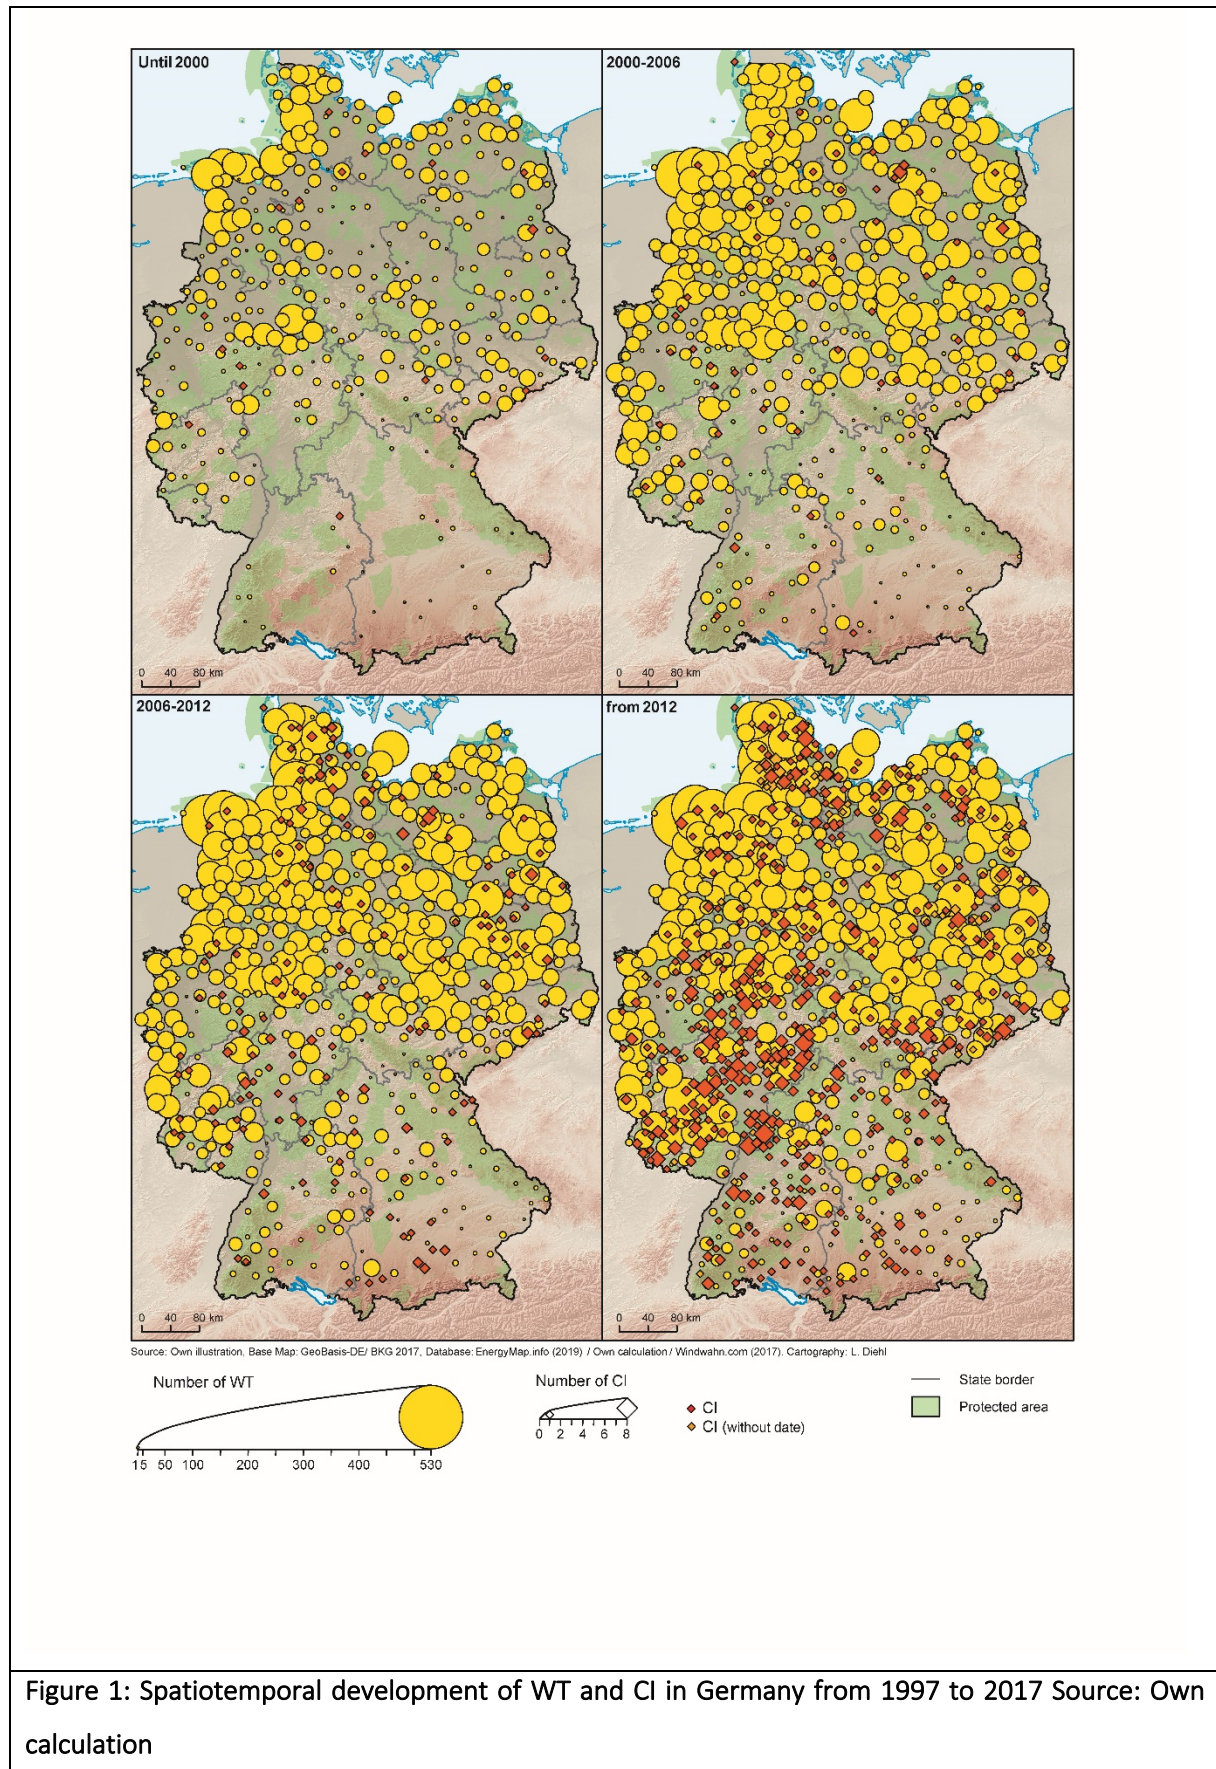 Until 2000
2000-2006
0 40 80 km
0 40 80 km
2006-2012
from 2012
0 40 80 km
0 40 80 km
Source: Own illustration, Base Map: GeoBasis-DE/ BKG 2017, Database: EnergyMap.info (2019) / Own calculation / Windwahn.com (2017). Cartography: L. Diehl
Number of WT
15 50 100 200 300 400 530
Number of CI
0 2 4 6 8
CI
CI (without date)
State border
Protected area
Figure 1: Spatiotemporal development of WT and CI in Germany from 1997 to 2017 Source: Own
calculation